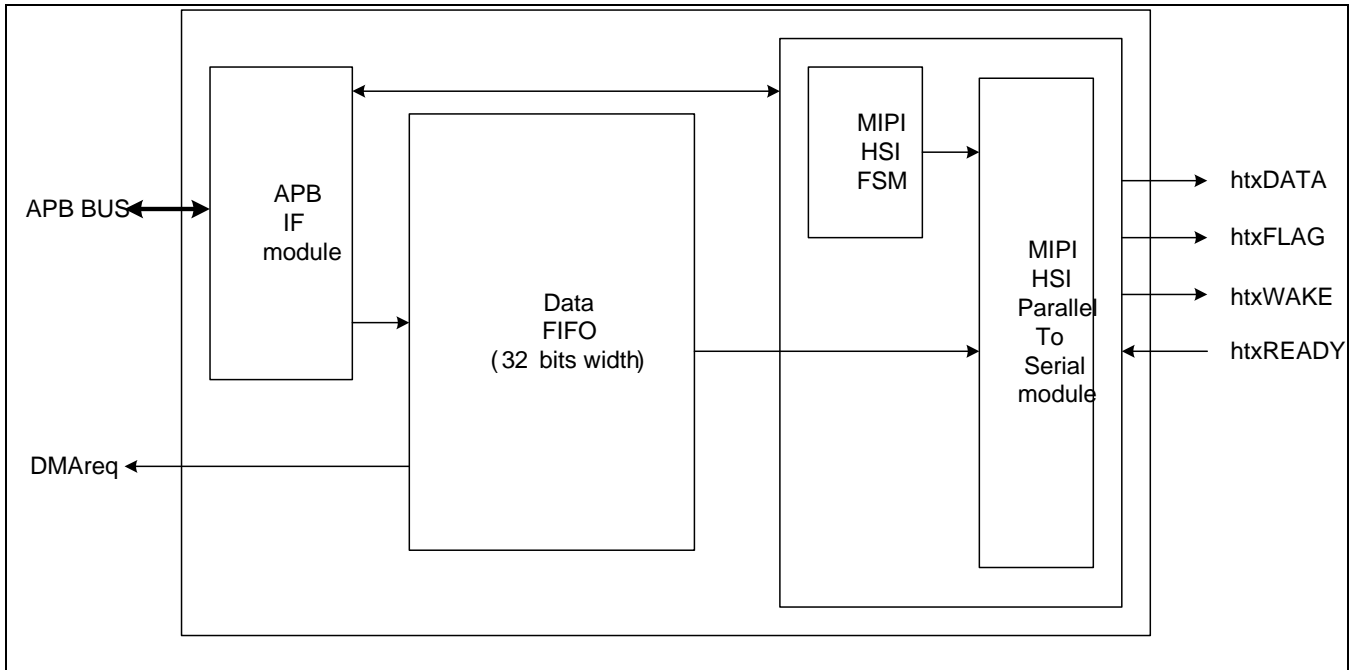 APB BUS
DMAreq
APB
IF
module
Data
FIFO
( 32 bits width)
MIPI
HSI
FSM
MIPI
HSI
Parallel
To
Serial
module
htxDATA
htxFLAG
htxWAKE
htxREADY